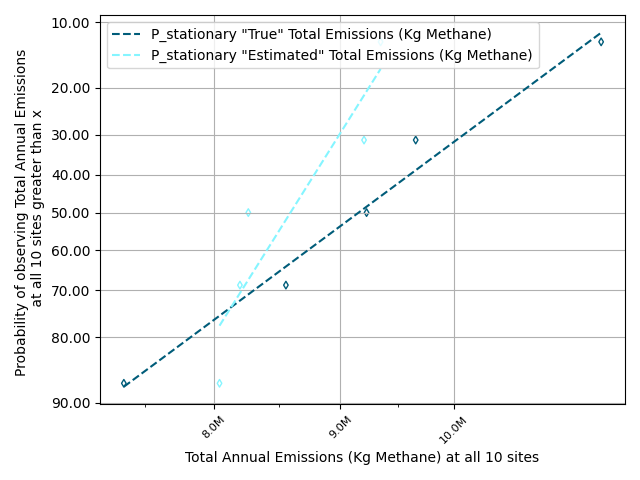 P_stationary "True" Total Emissions (Kg Methane)
P_stationary "Estimated" Total Emissions (Kg Methane)
Probability of observing Total Annual Emissions
at all 10 sites greater than x
10.00
20.00
30.00
40.00
50.00
60.00
70.00
80.00
90.00
8.0M
9.0M
10.0M
Total Annual Emissions (Kg Methane) at all 10 sites